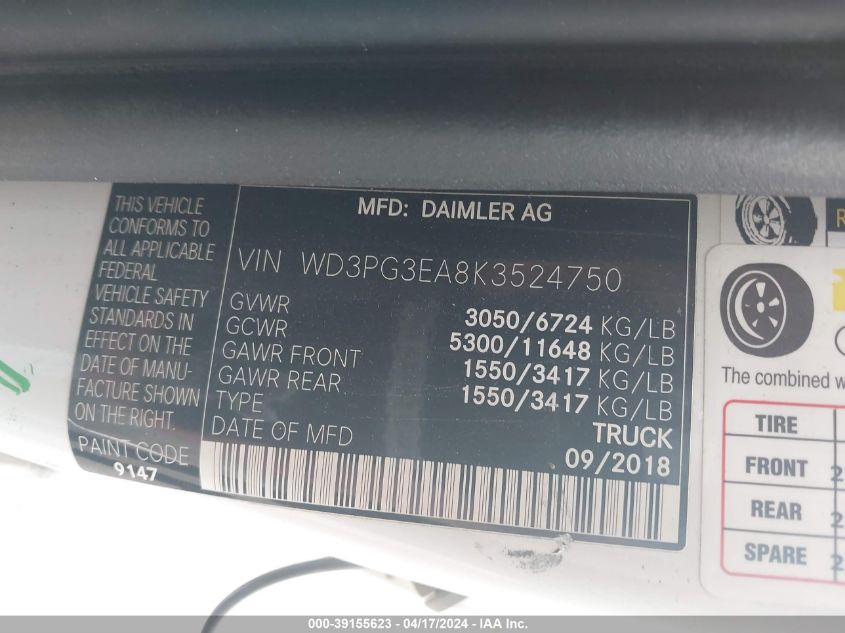 THIS VEHICLE
CONFORMS TO
ALL APPLICABLE
FEDERAL
VEHICLE SAFETY
STANDARDS IN
EFFECT ON THE
DATE OF MANU-
FACTURE SHOWN
ON THE RIGHT.
PAINT CODE
9147
MFD: DAIMLER AG
VIN WD3PG3EA8K3524750
GVWR 3050/6724 KG/LB
GCWR 5300/11648 KG/LB
GAWR FRONT 1550/3417 KG/LB
GAWR REAR 1550/3417 KG/LB
TYPE TRUCK
DATE OF MFD 09/2018
The combined
TIRE
FRONT 2
REAR 2
SPARE 2
000-39155623 - 04/17/2024 - IAA Inc.